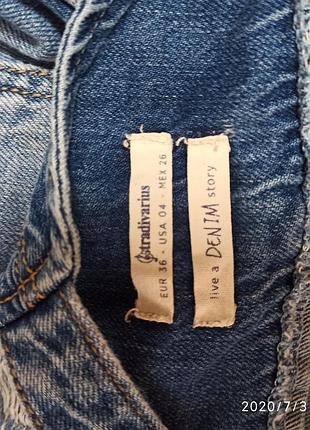 Stradivarius
EUR 36 - USA 04 - MEX 26
live a DENIM story
2020/7/3